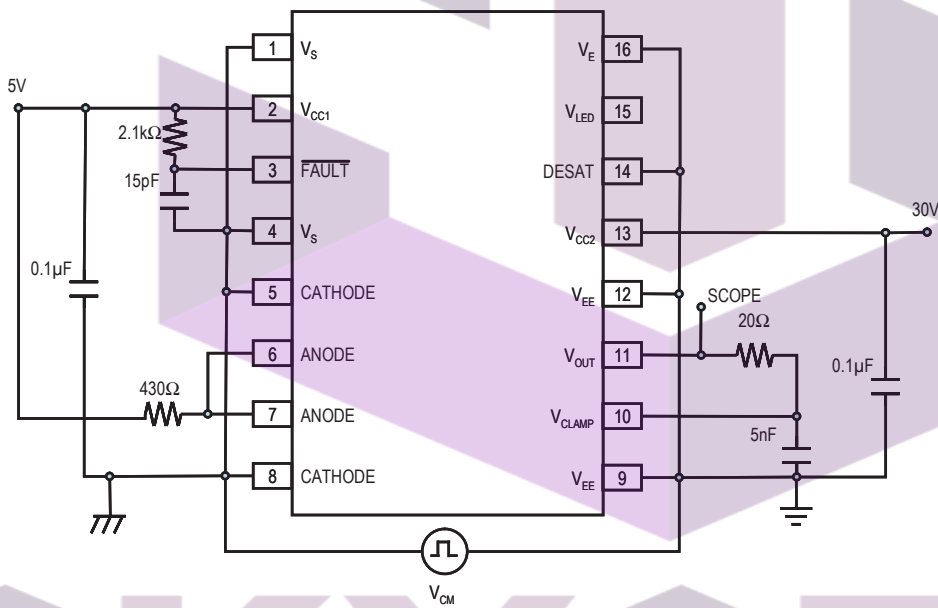 5V
2.1kΩ
15pF
0.1µF
430Ω
1 V_S
2 V_CC1
3 F̅A̅U̅L̅T̅
4 V_S
5 CATHODE
6 ANODE
7 ANODE
8 CATHODE
V_E 16
V_LED 15
DESAT 14
V_CC2 13
V_EE 12
V_OUT 11
V_CLAMP 10
V_EE 9
30V
SCOPE
20Ω
0.1µF
5nF
V_CM